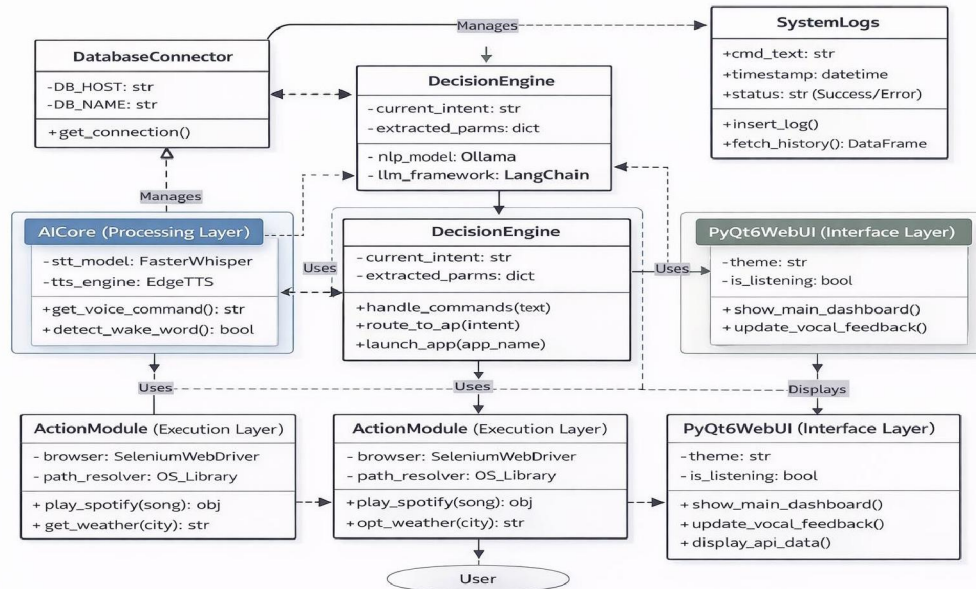 Manages
SystemLogs
+cmd_text: str
+timestamp: datetime
+status: str (Success/Error)
+insert_log()
+fetch_history(): DataFrame
DatabaseConnector
-DB_HOST: str
-DB_NAME: str
+get_connection()
DecisionEngine
-current_intent: str
-extracted_parms: dict
- nlp_model: Ollama
- llm_framework: LangChain
Manages
AICore (Processing Layer)
-stt_model: FasterWhisper
-tts_engine: EdgeTTS
+get_voice_command(): str
+detect_wake_word(): bool
Uses
DecisionEngine
-current_intent: str
-extracted_parms: dict
+handle_commands(text)
+route_to_ap(intent)
+launch_app(app_name)
Uses
PyQt6WebUI (Interface Layer)
-theme: str
-is_listening: bool
+show_main_dashboard()
+update_vocal_feedback()
Uses
Uses
Displays
ActionModule (Execution Layer)
- browser: SeleniumWebDriver
- path_resolver: OS_Library
+ play_spotify(song): obj
+ get_weather(city): str
ActionModule (Execution Layer)
- browser: SeleniumWebDriver
- path_resolver: OS_Library
+play_spotify(song): obj
+opt_weather(city): str
PyQt6WebUI (Interface Layer)
-theme: str
-is_listening: bool
+ show_main_dashboard()
+ update_vocal_feedback()
+ display_api_data()
User